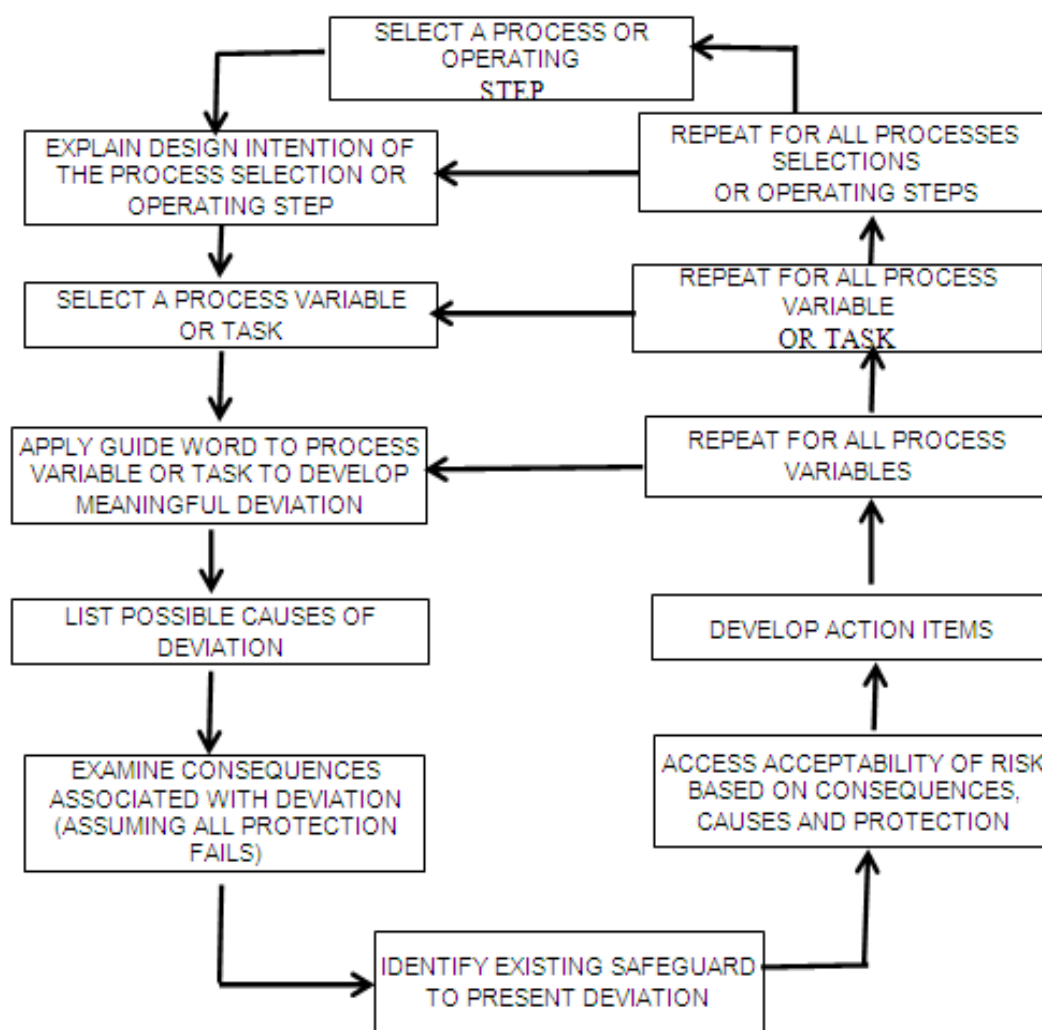 SELECT A PROCESS OR
OPERATING
STEP
EXPLAIN DESIGN INTENTION OF
THE PROCESS SELECTION OR
OPERATING STEP
SELECT A PROCESS VARIABLE
OR TASK
APPLY GUIDE WORD TO PROCESS
VARIABLE OR TASK TO DEVELOP
MEANINGFUL DEVIATION
LIST POSSIBLE CAUSES OF
DEVIATION
EXAMINE CONSEQUENCES
ASSOCIATED WITH DEVIATION
(ASSUMING ALL PROTECTION
FAILS)
IDENTIFY EXISTING SAFEGUARD
TO PRESENT DEVIATION
ACCESS ACCEPTABILITY OF RISK
BASED ON CONSEQUENCES,
CAUSES AND PROTECTION
DEVELOP ACTION ITEMS
REPEAT FOR ALL PROCESS
VARIABLES
REPEAT FOR ALL PROCESS
VARIABLE
OR TASK
REPEAT FOR ALL PROCESSES
SELECTIONS
OR OPERATING STEPS